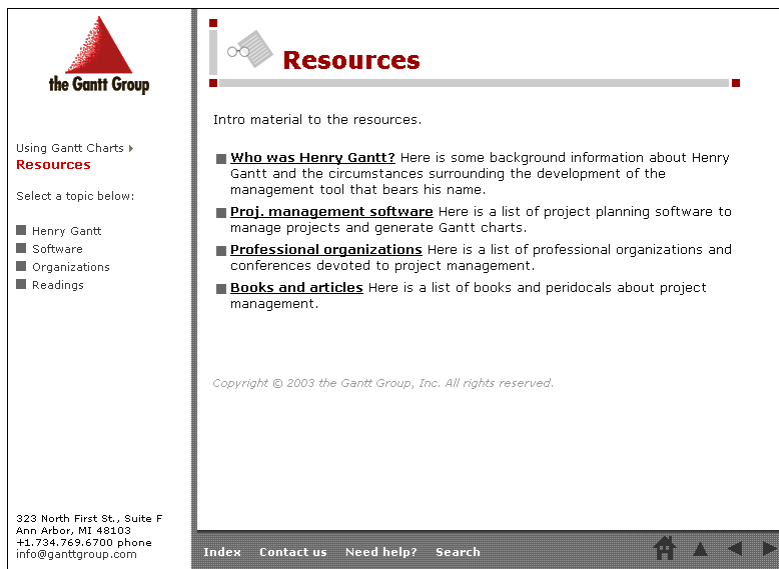 the Gantt Group
Using Gantt Charts
Resources
Select a topic below:
Henry Gantt
Software
Organizations
Readings
323 North First St., Suite F
Ann Arbor, MI 48103
+1.734.769.6700 phone
info@ganttgroup.com
Resources
Intro material to the resources.
Who was Henry Gantt? Here is some background information about Henry
Gantt and the circumstances surrounding the development of the
management tool that bears his name.
Proj. management software Here is a list of project planning software to
manage projects and generate Gantt charts.
Professional organizations Here is a list of professional organizations and
conferences devoted to project management.
Books and articles Here is a list of books and peridocals about project
management.
Copyright © 2003 the Gantt Group, Inc. All rights reserved.
Index Contact us Need help? Search